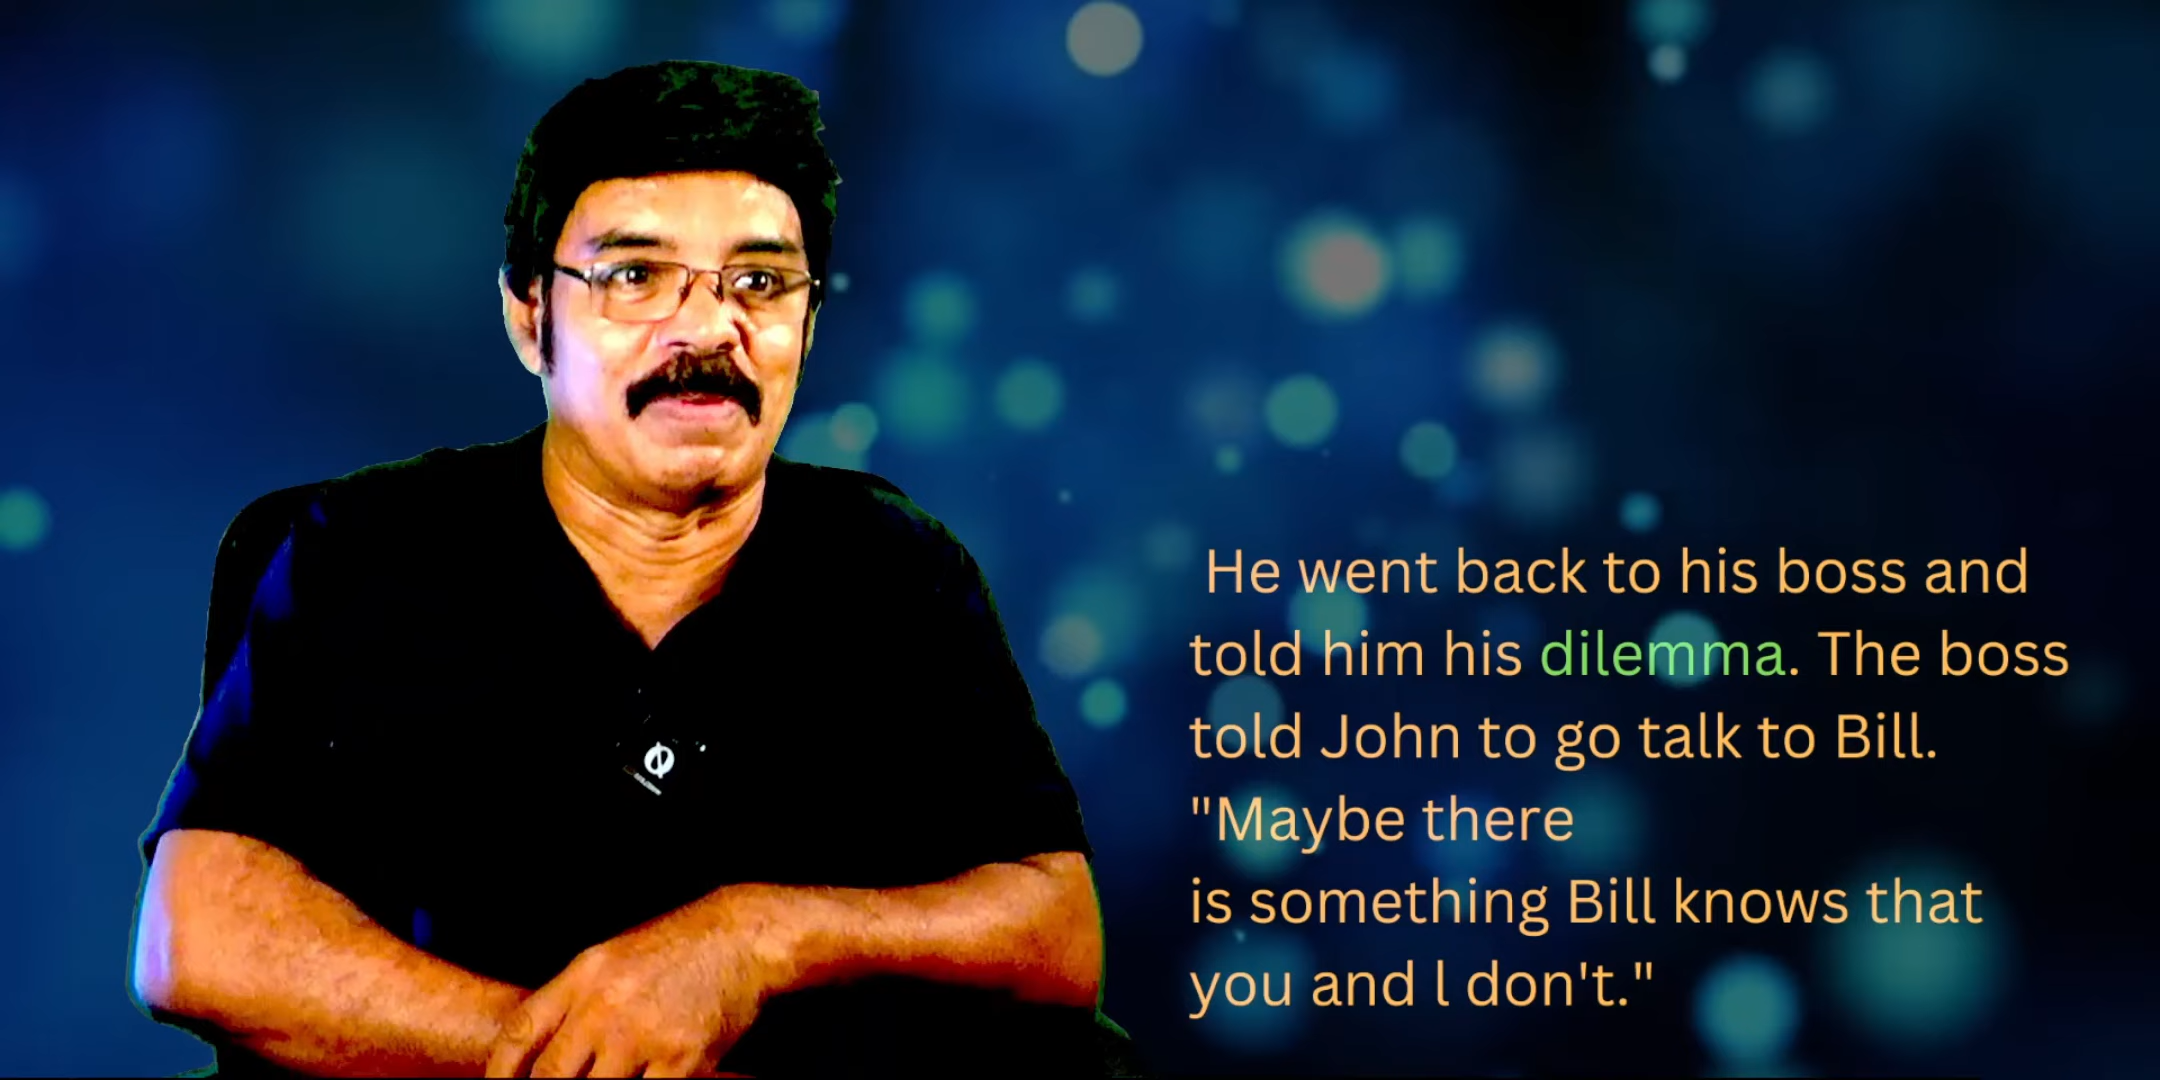 He went back to his boss and
told him his dilemma. The boss
told John to go talk to Bill.
"Maybe there
is something Bill knows that
you and l don't."